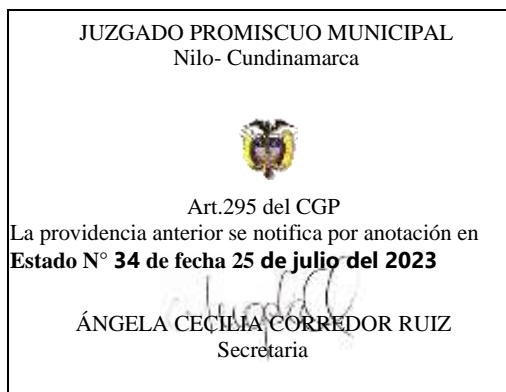 JUZGADO PROMISCUO MUNICIPAL
Nilo- Cundinamarca
Art.295 del CGP
La providencia anterior se notifica por anotación en
Estado N° 34 de fecha 25 de julio del 2023
ÁNGELA CECILIA CORREDOR RUIZ
Secretaria